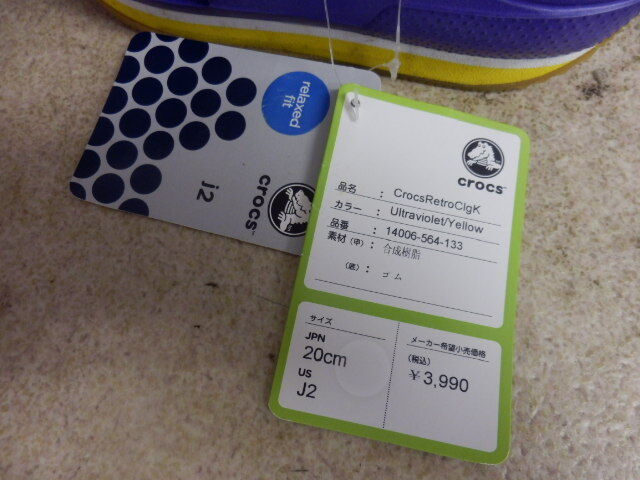 relaxed
fit
j2
crocs™
crocs™
品名 : CrocsRetroClgK
カラー : Ultraviolet/Yellow
品番 : 14006-564-133
素材(甲) : 合成樹脂
(底) : ゴム
サイズ
JPN
20cm
US
J2
メーカー希望小売価格
(税込)
¥3,990